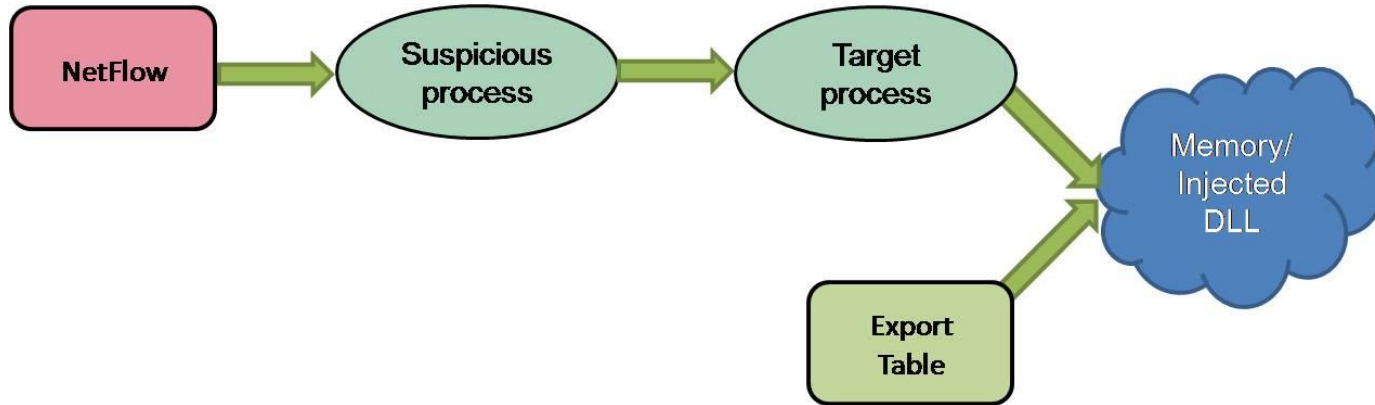 NetFlow
Suspicious
process
Target
process
Memory/
Injected
DLL
Export
Table